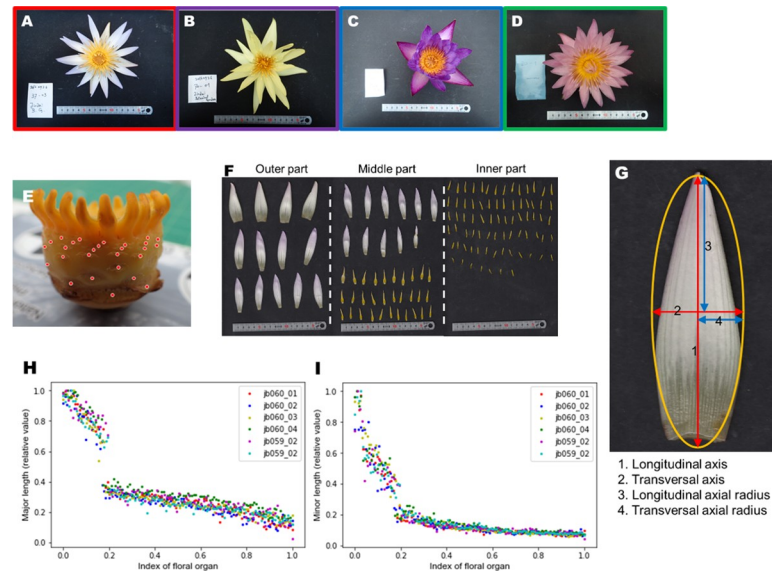 A
B
C
D
E
F
Outer part
Middle part
Inner part
G
3
2
4
1
1. Longitudinal axis
2. Transversal axis
3. Longitudinal axial radius
4. Transversal axial radius
H
1.0
0.8
0.6
0.4
0.2
0.0
Major length (relative value)
jb060_01
jb060_02
jb060_03
jb060_04
jb059_02
jb059_02
0.0
0.2
0.4
0.6
0.8
1.0
Index of floral organ
I
1.0
0.8
0.6
0.4
0.2
0.0
Minor length (relative value)
jb060_01
jb060_02
jb060_03
jb060_04
jb059_02
jb059_02
0.0
0.2
0.4
0.6
0.8
1.0
Index of floral organ